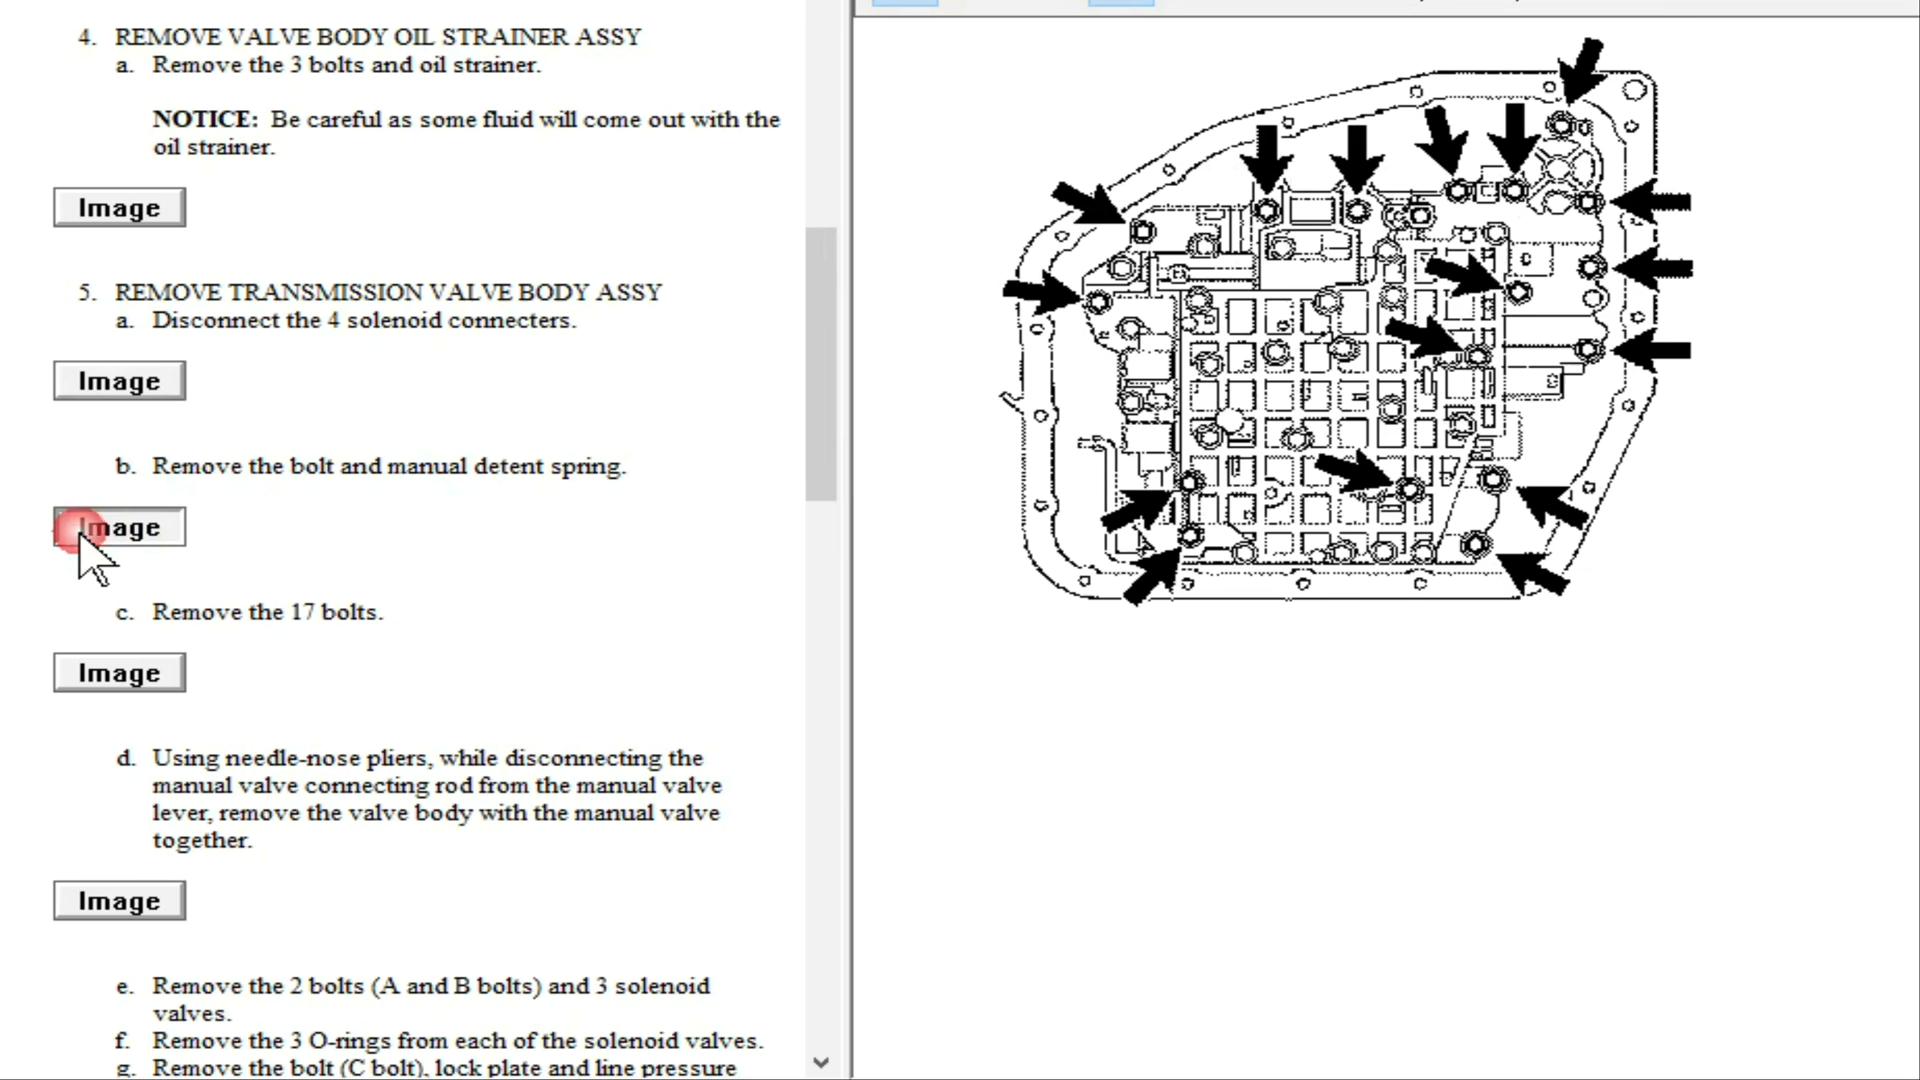 4. REMOVE VALVE BODY OIL STRAINER ASSY
a. Remove the 3 bolts and oil strainer.
NOTICE: Be careful as some fluid will come out with the
oil strainer.
Image
5. REMOVE TRANSMISSION VALVE BODY ASSY
a. Disconnect the 4 solenoid connecters.
Image
b. Remove the bolt and manual detent spring.
Image
c. Remove the 17 bolts.
Image
d. Using needle-nose pliers, while disconnecting the
manual valve connecting rod from the manual valve
lever, remove the valve body with the manual valve
together.
Image
e. Remove the 2 bolts (A and B bolts) and 3 solenoid
valves.
f. Remove the 3 O-rings from each of the solenoid valves.
g. Remove the bolt (C bolt), lock plate and line pressure